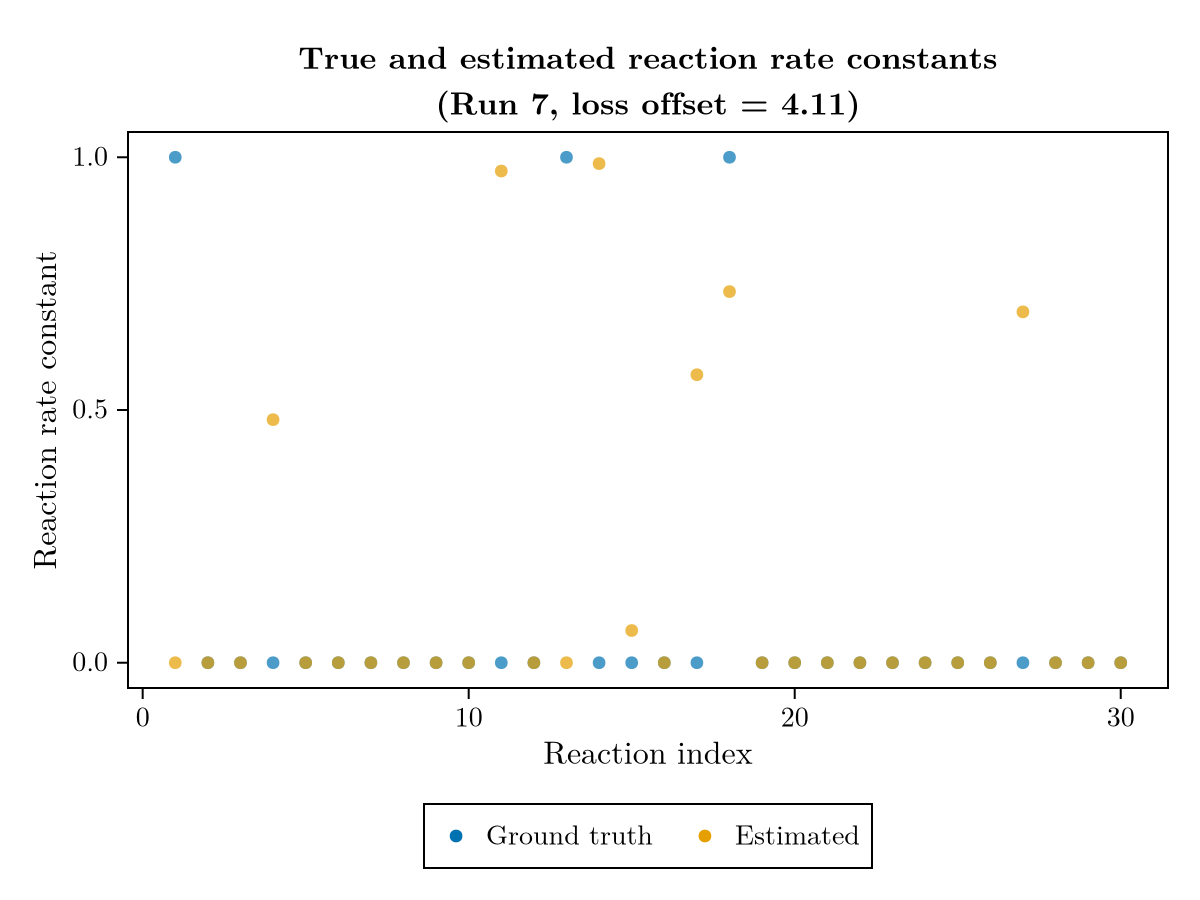 True and estimated reaction rate constants
(Run 7, loss offset = 4.11)
1.0
0.5
0.0
Reaction rate constant
0 10 20 30
Reaction index
Ground truth Estimated